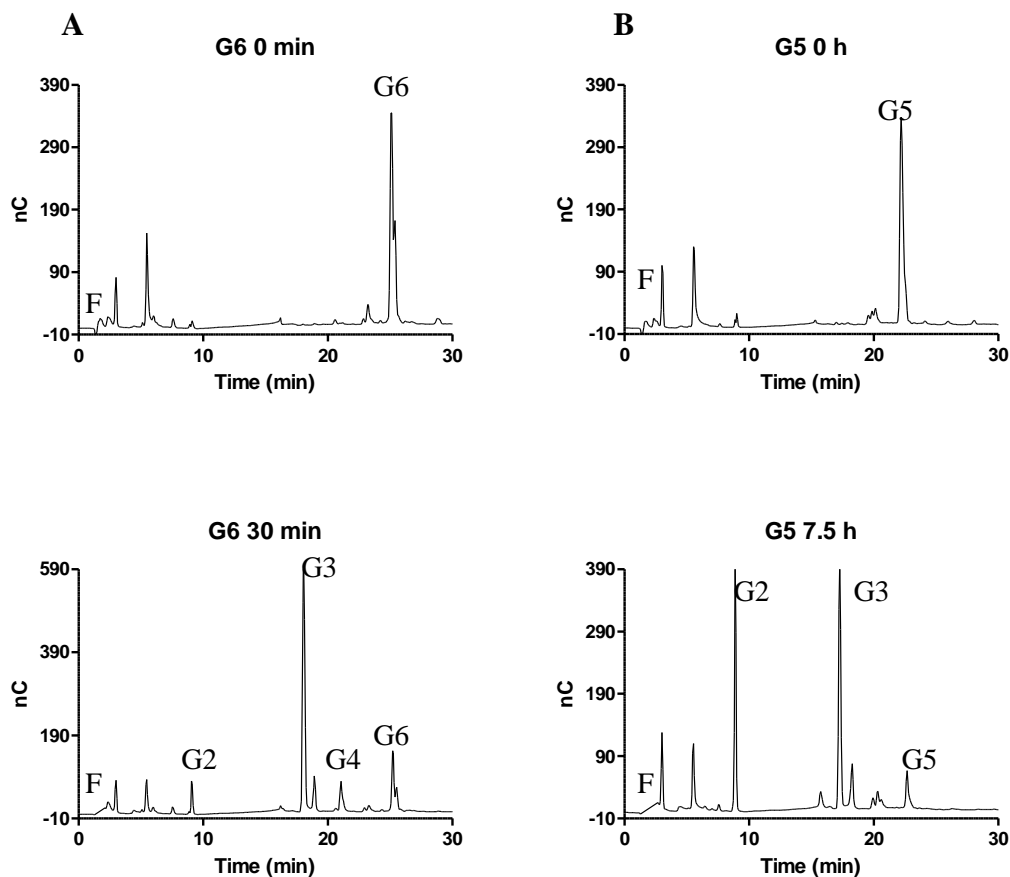 A
G6 0 min
G6
390
290
190
90
-10
nC
F
0 10 20 30
Time (min)
B
G5 0 h
G5
390
290
190
90
-10
nC
F
0 10 20 30
Time (min)
G6 30 min
G3
590
390
190
-10
nC
F
G2
G4
G6
0 10 20 30
Time (min)
G5 7.5 h
390
290
190
90
-10
nC
F
G2
G3
G5
0 10 20 30
Time (min)